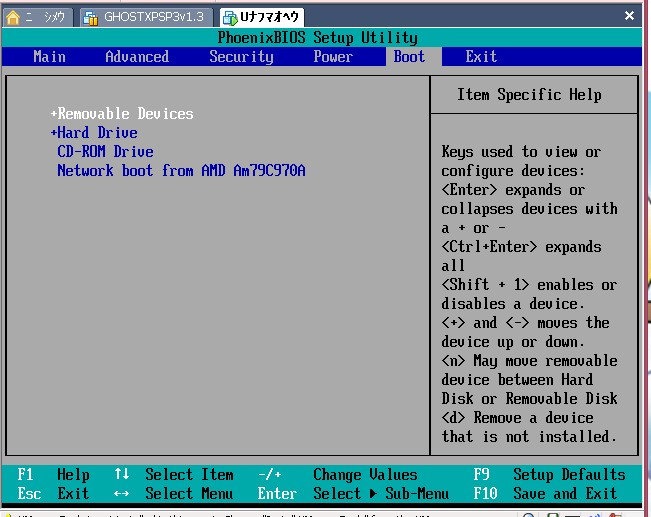 ニ シメウ GHOSTXPSP3v1.3 Uナフマオヘウ
PhoenixBIOS Setup Utility
Main Advanced Security Power Boot Exit
+Removable Devices
+Hard Drive
CD-ROM Drive
Network boot from AMD Am79C970A
Item Specific Help
Keys used to view or
configure devices:
<Enter> expands or
collapses devices with
a + or -
<Ctrl+Enter> expands
all
<Shift + 1> enables or
disables a device.
<+> and <-> moves the
device up or down.
<n> May move removable
device between Hard
Disk or Removable Disk
<d> Remove a device
that is not installed.
F1 Help ↑↓ Select Item -/+ Change Values F9 Setup Defaults
Esc Exit ↔ Select Menu Enter Select ▶ Sub-Menu F10 Save and Exit